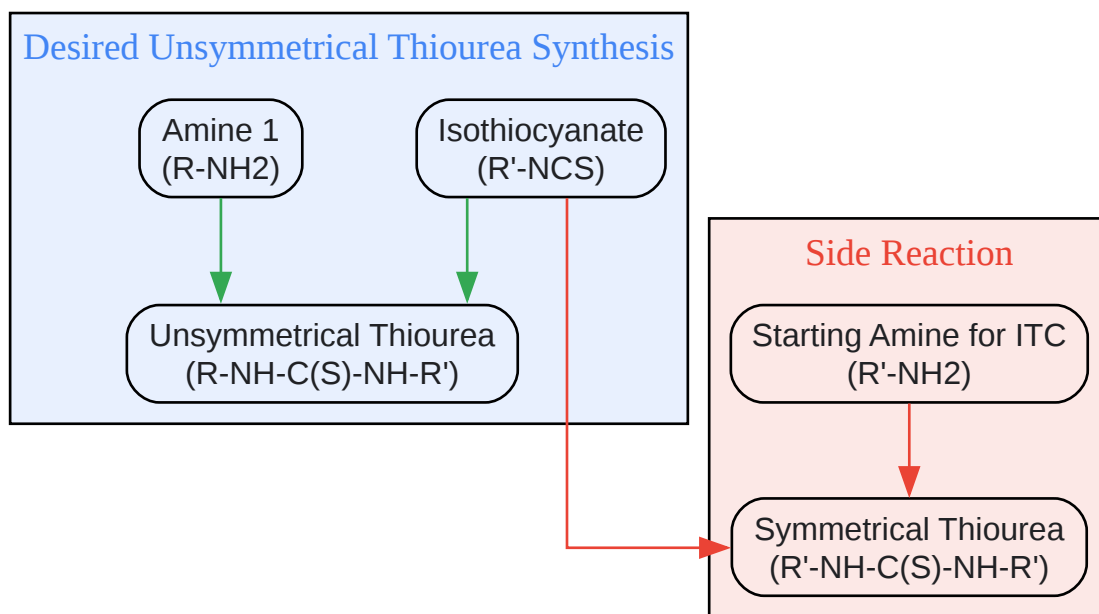 Desired Unsymmetrical Thiourea Synthesis
Amine 1
(R-NH2)
Isothiocyanate
(R'-NCS)
Unsymmetrical Thiourea
(R-NH-C(S)-NH-R')
Side Reaction
Starting Amine for ITC
(R'-NH2)
Symmetrical Thiourea
(R'-NH-C(S)-NH-R')